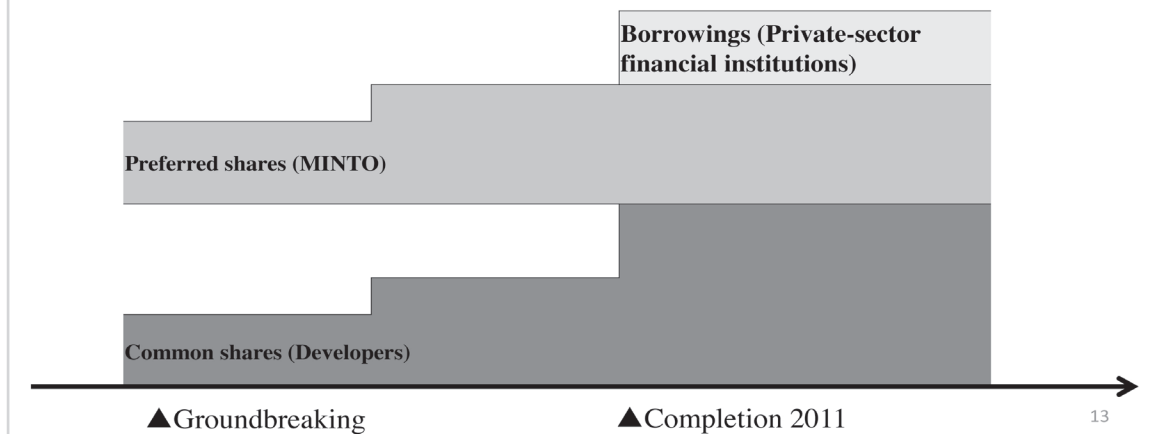 Borrowings (Private-sector
financial institutions)
Preferred shares (MINTO)
Common shares (Developers)
▲Groundbreaking
▲Completion 2011
13